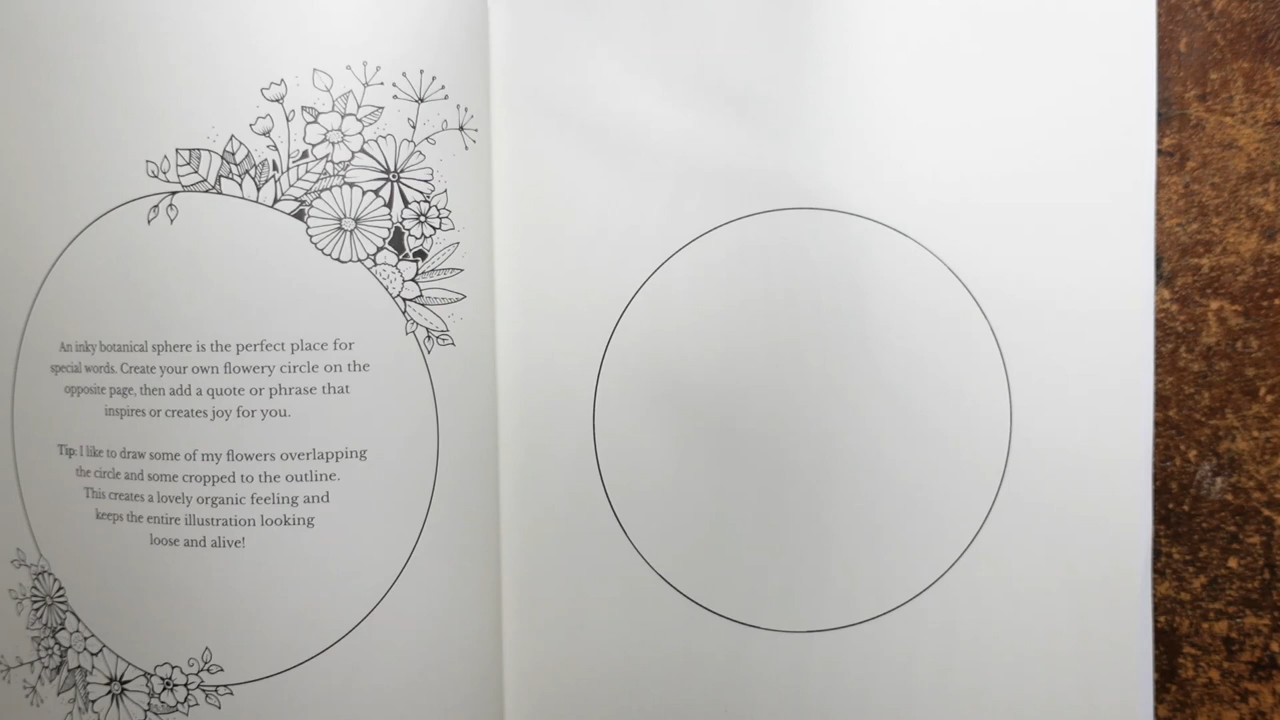 An inky botanical sphere is the perfect place for
special words. Create your own flowery circle on the
opposite page, then add a quote or phrase that
inspires or creates joy for you.
Tip: I like to draw some of my flowers overlapping
the circle and some cropped to the outline.
This creates a lovely organic feeling and
keeps the entire illustration looking
loose and alive!